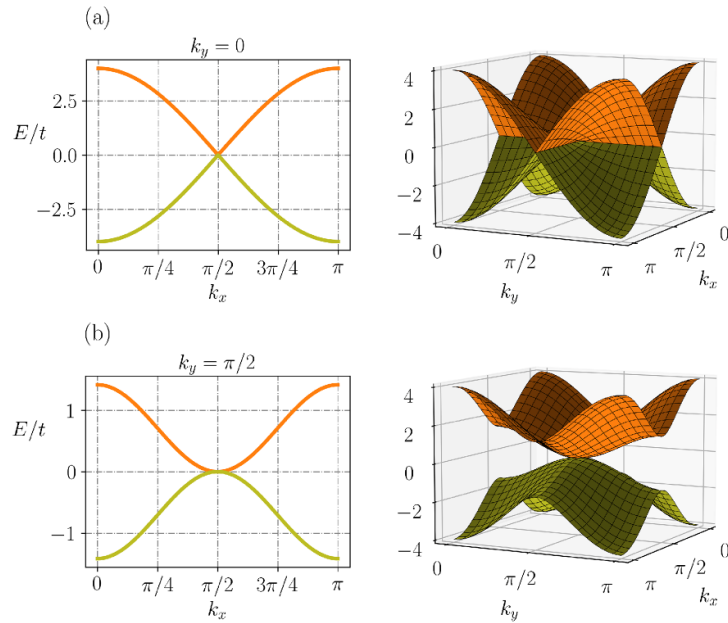 (a)
k_y = 0
E/t
2.5
0.0
−2.5
0 π/4 π/2 3π/4 π
k_x
4
2
0
−2
−4
0 π/2 π
k_y
π π/2 0
k_x
(b)
k_y = π/2
E/t
1
0
−1
0 π/4 π/2 3π/4 π
k_x
4
2
0
−2
−4
0 π/2 π
k_y
π π/2 0
k_x